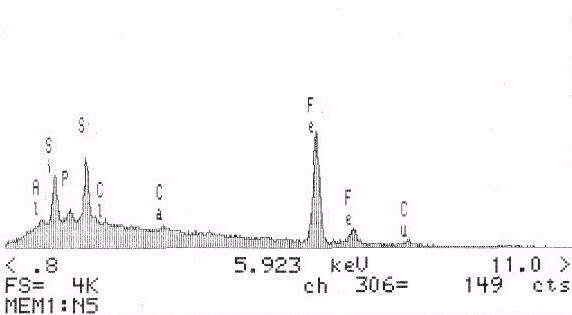 Fe
S
Si
P
Al
Cl
Ca
Fe
Cu
< .8 5.923 keV 11.0 >
FS= 4K ch 306= 149 cts
MEM1:N5